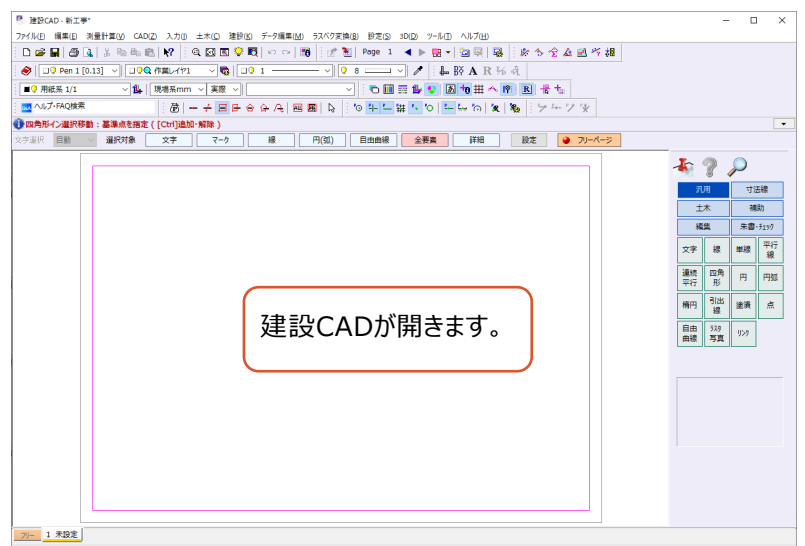 建設CAD - 新工事*
ファイル(F) 編集(E) 測量計算(V) CAD(Z) 入力(I) 土木(C) 建設(K) データ編集(M) ラスベク変換(B) 設定(S) 3D(D) ツール(T) ヘルプ(H)
Page 1
Pen 1 [0.13] 作業レイヤ1 1 8 A R
用紙系 1/1 現場系mm 実際
ヘルプ・FAQ検索
四角形イン選択移動：基準点を指定 ( [Ctrl]追加・解除 )
文字選択 自動 選択対象 文字 マーク 線 円(弧) 自由曲線 全要素 詳細 設定 フリーページ
汎用 寸法線
土木 補助
編集 朱書・チェック
文字 線 単線 平行線
連続平行 四角形 円 円弧
楕円 引出線 塗潰 点
自由曲線 ラスタ写真 リンク
建設CADが開きます。
フリー 1 未設定